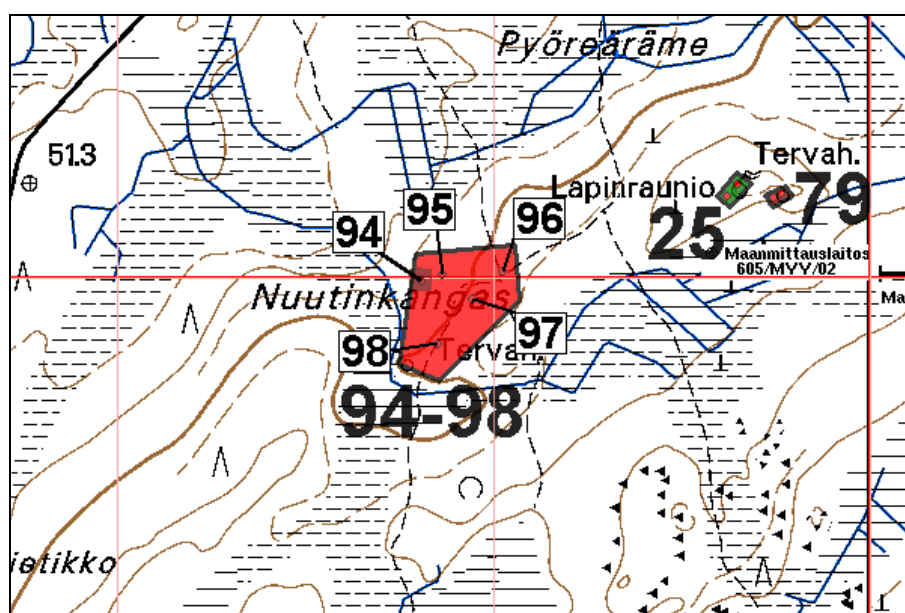 Pyöreäräme
51.3
Tervah.
Lapinraunio
79
25
95
96
94
Maanmittauslaitos
605/MYY/02
Ma
Nuutinkangas
97
98
Tervah.
94-98
ietikko